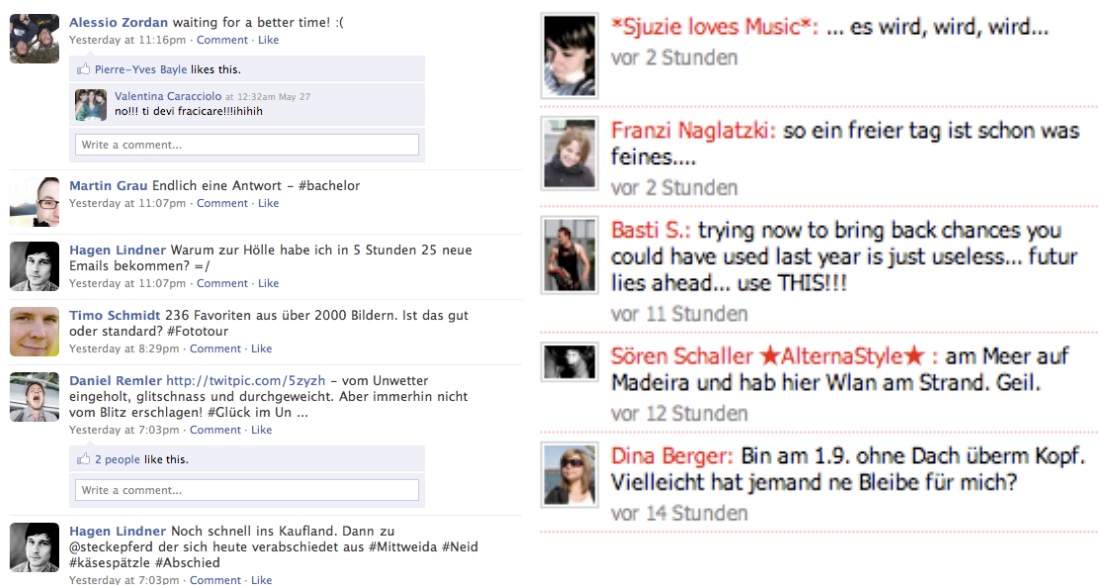 Alessio Zordan waiting for a better time! :(
Yesterday at 11:16pm · Comment · Like
Pierre-Yves Bayle likes this.
Valentina Caracciolo at 12:32am May 27
no!!! ti devi fracicare!!!ihihih
Write a comment...
Martin Grau Endlich eine Antwort - #bachelor
Yesterday at 11:07pm · Comment · Like
Hagen Lindner Warum zur Hölle habe ich in 5 Stunden 25 neue
Emails bekommen? =/
Yesterday at 11:07pm · Comment · Like
Timo Schmidt 236 Favoriten aus über 2000 Bildern. Ist das gut
oder standard? #Fototour
Yesterday at 8:29pm · Comment · Like
Daniel Remler http://twitpic.com/5zyzh - vom Unwetter
eingeholt, glitschnass und durchgeweicht. Aber immerhin nicht
vom Blitz erschlagen! #Glück im Un ...
Yesterday at 7:03pm · Comment · Like
2 people like this.
Write a comment...
Hagen Lindner Noch schnell ins Kaufland. Dann zu
@steckepferd der sich heute verabschiedet aus #Mittweida #Neid
#käsespätzle #Abschied
Yesterday at 7:03pm · Comment · Like
*Sjuzie loves Music*: ... es wird, wird, wird...
vor 2 Stunden
Franzi Naglatzki: so ein freier tag ist schon was
feines....
vor 2 Stunden
Basti S.: trying now to bring back chances you
could have used last year is just useless... futur
lies ahead... use THIS!!!
vor 11 Stunden
Sören Schaller ★AlternaStyle★ : am Meer auf
Madeira und hab hier Wlan am Strand. Geil.
vor 12 Stunden
Dina Berger: Bin am 1.9. ohne Dach überm Kopf.
Vielleicht hat jemand ne Bleibe für mich?
vor 14 Stunden